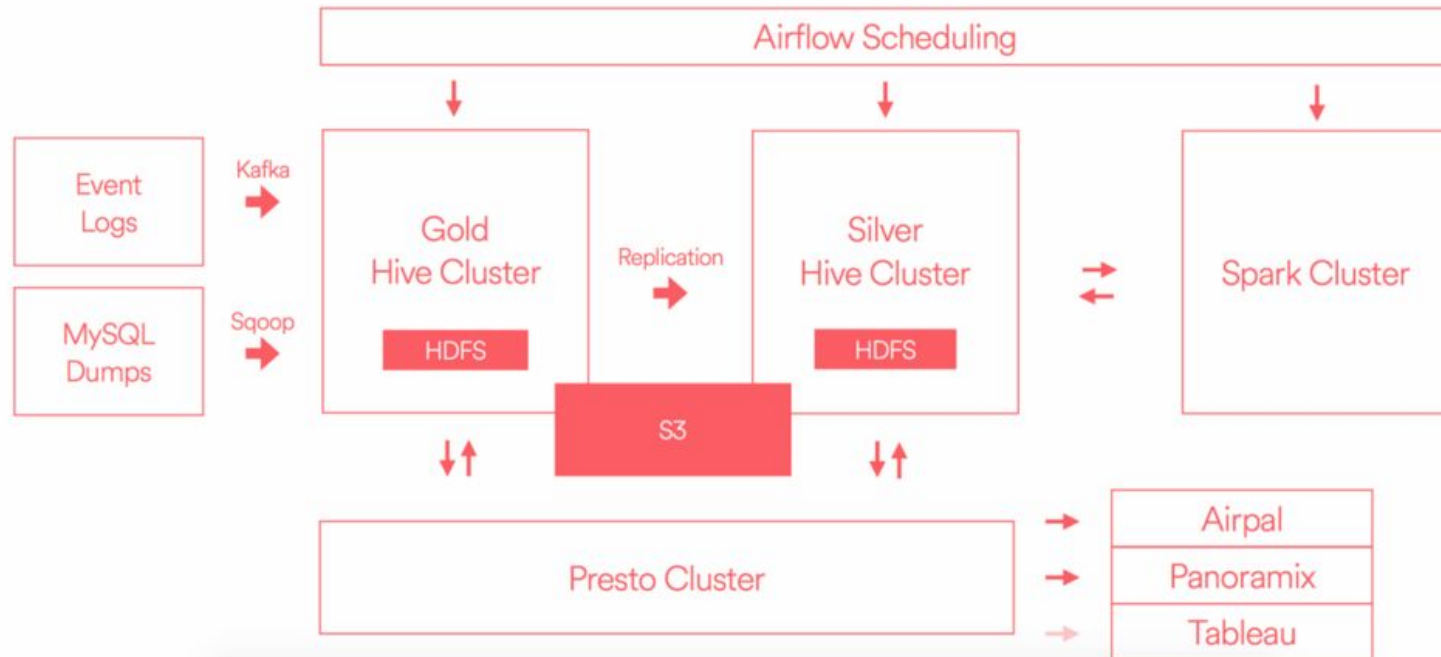 Airflow Scheduling
Event
Logs
Kafka
Gold
Hive Cluster
HDFS
Replication
Silver
Hive Cluster
HDFS
Spark Cluster
MySQL
Dumps
Sqoop
S3
Presto Cluster
Airpal
Panoramix
Tableau